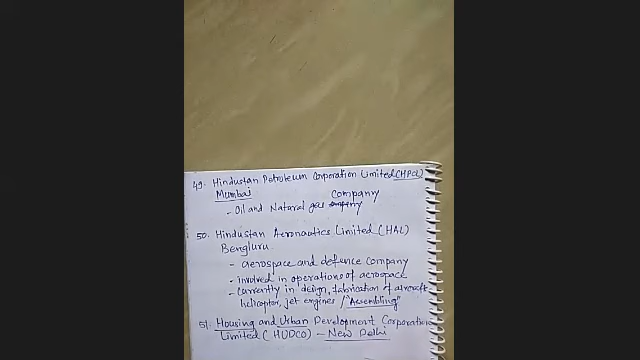 49. Hindustan Petroleum Corporation Limited (HPCL)
Mumbai
- Oil and Natural gas Company
50. Hindustan Aeronautics Limited (HAL)
Bengluru
- aerospace and defence company
- involved in operations of aerospace
- currently in design, fabrication of aircraft
helicoptor, jet engines / "Assembling"
51. Housing and Urban Development Corporation
Limited (HUDCO) - New Delhi